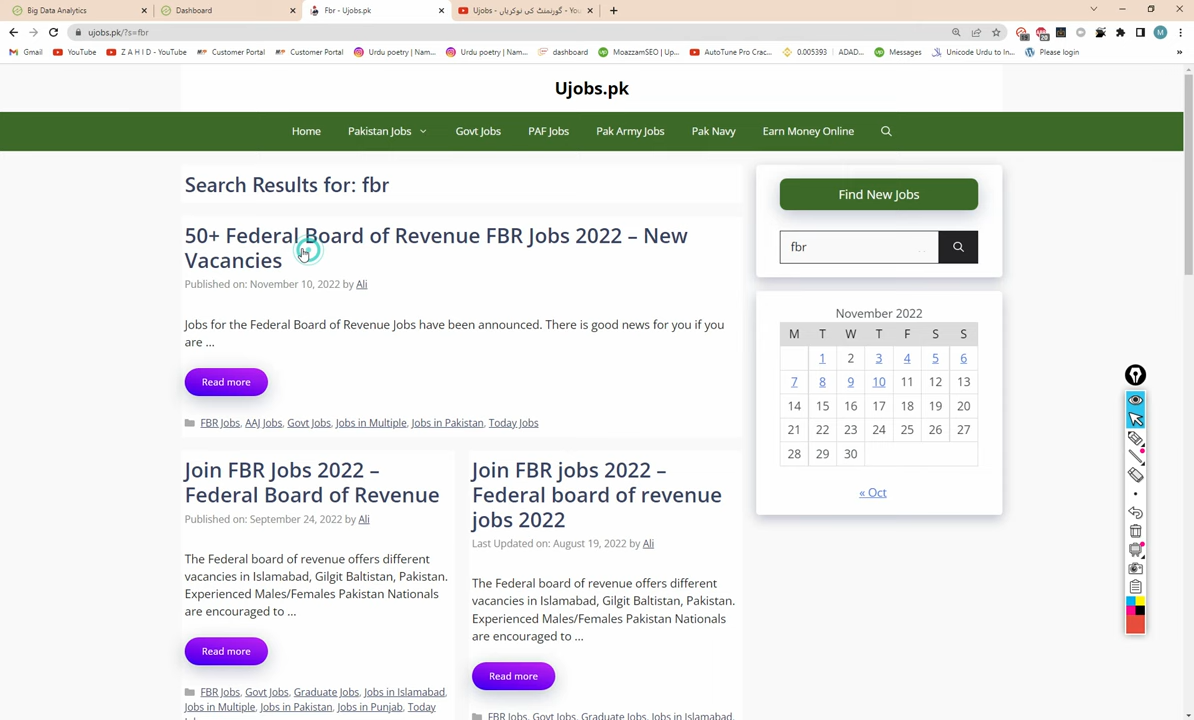 Big Data Analytics
Dashboard
Fbr - Ujobs.pk
Ujobs - گورنمنٹ کی نوکریاں - You
ujobs.pk/?s=fbr
Gmail
YouTube
Z A H I D - YouTube
Customer Portal
Customer Portal
Urdu poetry | Nam...
Urdu poetry | Nam...
dashboard
MoazzamSEO | Up...
AutoTune Pro Crac...
0.005393 | ADAD...
Messages
Unicode Urdu to In...
Please login
Ujobs.pk
Home
Pakistan Jobs
Govt Jobs
PAF Jobs
Pak Army Jobs
Pak Navy
Earn Money Online
Search Results for: fbr
50+ Federal Board of Revenue FBR Jobs 2022 – New
Vacancies
Published on: November 10, 2022 by Ali
Jobs for the Federal Board of Revenue Jobs have been announced. There is good news for you if you
are ...
Read more
FBR Jobs, AAJ Jobs, Govt Jobs, Jobs in Multiple, Jobs in Pakistan, Today Jobs
Join FBR Jobs 2022 –
Federal Board of Revenue
Published on: September 24, 2022 by Ali
The Federal board of revenue offers different
vacancies in Islamabad, Gilgit Baltistan, Pakistan.
Experienced Males/Females Pakistan Nationals
are encouraged to ...
Read more
FBR Jobs, Govt Jobs, Graduate Jobs, Jobs in Islamabad,
Jobs in Multiple, Jobs in Pakistan, Jobs in Punjab, Today
Join FBR jobs 2022 –
Federal board of revenue
jobs 2022
Last Updated on: August 19, 2022 by Ali
The Federal board of revenue offers different
vacancies in Islamabad, Gilgit Baltistan, Pakistan.
Experienced Males/Females Pakistan Nationals
are encouraged to ...
Read more
FBR Jobs, Govt Jobs, Graduate Jobs, Jobs in Islamabad,
Find New Jobs
fbr
November 2022
M T W T F S S
1 2 3 4 5 6
7 8 9 10 11 12 13
14 15 16 17 18 19 20
21 22 23 24 25 26 27
28 29 30
« Oct